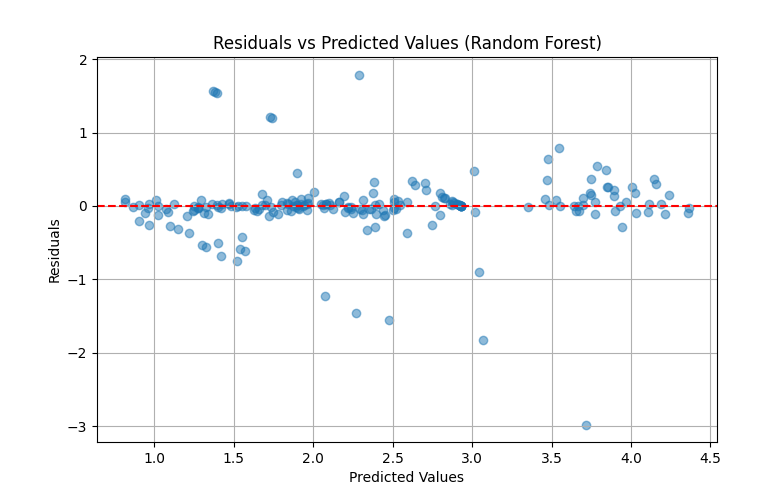 Residuals vs Predicted Values (Random Forest)
2
1
0
−1
−2
−3
Residuals
1.0 1.5 2.0 2.5 3.0 3.5 4.0 4.5
Predicted Values